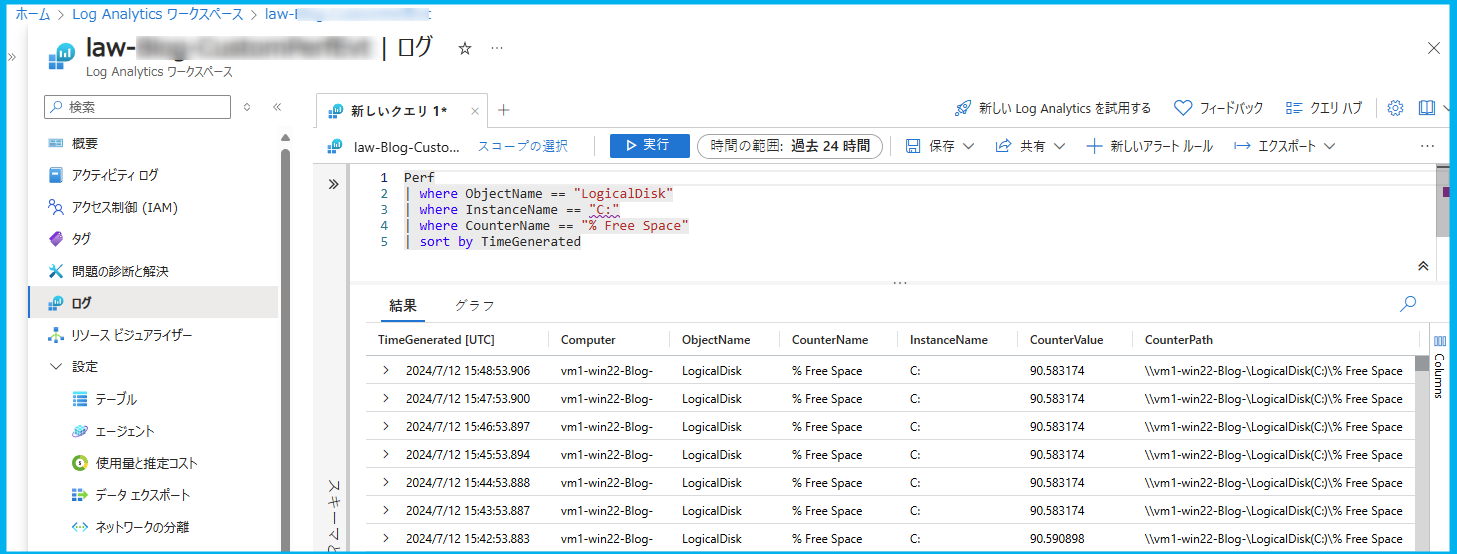 ホーム > Log Analytics ワークスペース > law-
law- | ログ
Log Analytics ワークスペース
検索
概要
アクティビティ ログ
アクセス制御 (IAM)
タグ
問題の診断と解決
ログ
リソース ビジュアライザー
設定
テーブル
エージェント
使用量と推定コスト
データ エクスポート
ネットワークの分離
新しいクエリ 1*
新しい Log Analytics を試用する
フィードバック
クエリ ハブ
law-Blog-Custo...
スコープの選択
実行
時間の範囲: 過去 24 時間
保存
共有
新しいアラート ルール
エクスポート
1 Perf
2 | where ObjectName == "LogicalDisk"
3 | where InstanceName == "C:"
4 | where CounterName == "% Free Space"
5 | sort by TimeGenerated
スキーマと
結果 グラフ
TimeGenerated [UTC] Computer ObjectName CounterName InstanceName CounterValue CounterPath
2024/7/12 15:48:53.906 vm1-win22-Blog- LogicalDisk % Free Space C: 90.583174 \\vm1-win22-Blog-\LogicalDisk(C:)\% Free Space
2024/7/12 15:47:53.900 vm1-win22-Blog- LogicalDisk % Free Space C: 90.583174 \\vm1-win22-Blog-\LogicalDisk(C:)\% Free Space
2024/7/12 15:46:53.897 vm1-win22-Blog- LogicalDisk % Free Space C: 90.583174 \\vm1-win22-Blog-\LogicalDisk(C:)\% Free Space
2024/7/12 15:45:53.894 vm1-win22-Blog- LogicalDisk % Free Space C: 90.583174 \\vm1-win22-Blog-\LogicalDisk(C:)\% Free Space
2024/7/12 15:44:53.888 vm1-win22-Blog- LogicalDisk % Free Space C: 90.583174 \\vm1-win22-Blog-\LogicalDisk(C:)\% Free Space
2024/7/12 15:43:53.887 vm1-win22-Blog- LogicalDisk % Free Space C: 90.583174 \\vm1-win22-Blog-\LogicalDisk(C:)\% Free Space
2024/7/12 15:42:53.883 vm1-win22-Blog- LogicalDisk % Free Space C: 90.590898 \\vm1-win22-Blog-\LogicalDisk(C:)\% Free Space
Columns